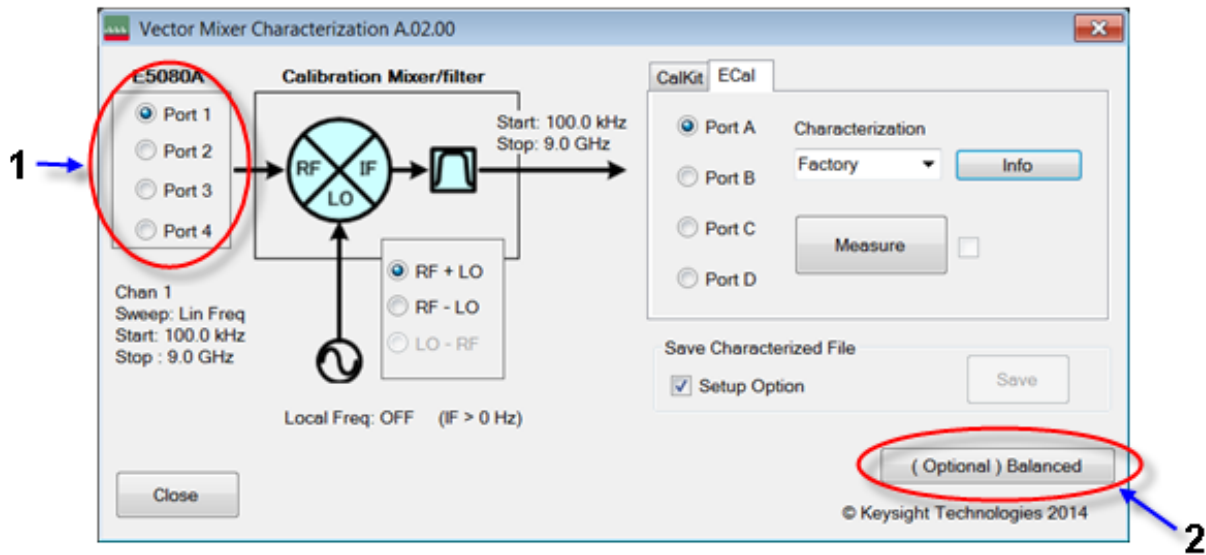 Vector Mixer Characterization A.02.00
E5080A
Port 1
Port 2
Port 3
Port 4
1
Chan 1
Sweep: Lin Freq
Start: 100.0 kHz
Stop : 9.0 GHz
Calibration Mixer/filter
RF
IF
LO
Start: 100.0 kHz
Stop: 9.0 GHz
RF + LO
RF - LO
LO - RF
Local Freq: OFF (IF > 0 Hz)
CalKit
ECal
Port A
Port B
Port C
Port D
Characterization
Factory
Info
Measure
Save Characterized File
Setup Option
Save
( Optional ) Balanced
Close
© Keysight Technologies 2014
2